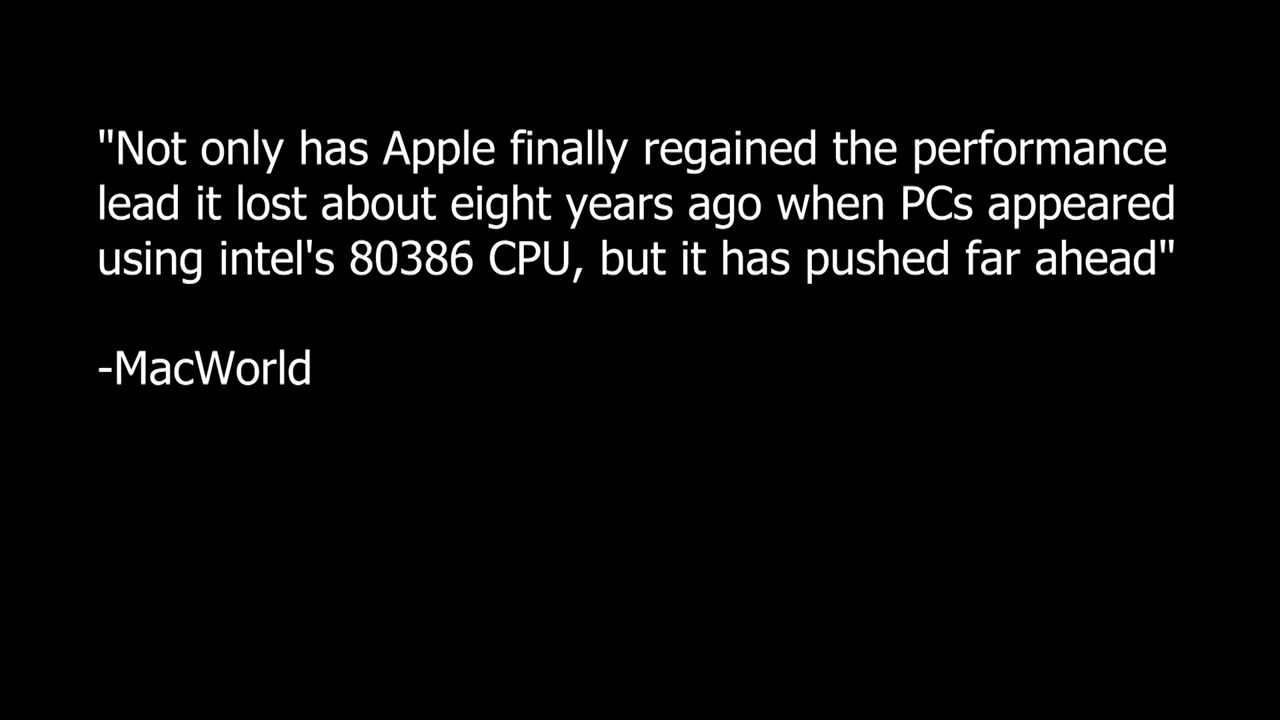 "Not only has Apple finally regained the performance
lead it lost about eight years ago when PCs appeared
using intel's 80386 CPU, but it has pushed far ahead"
-MacWorld